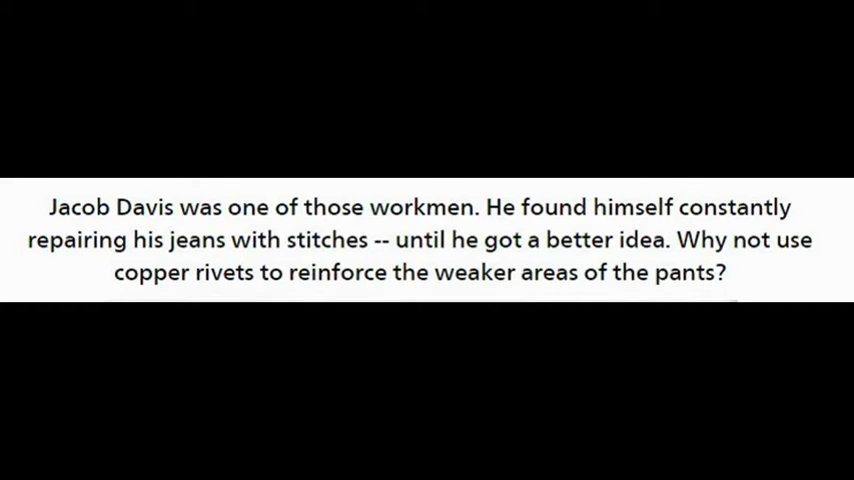 Jacob Davis was one of those workmen. He found himself constantly
repairing his jeans with stitches -- until he got a better idea. Why not use
copper rivets to reinforce the weaker areas of the pants?